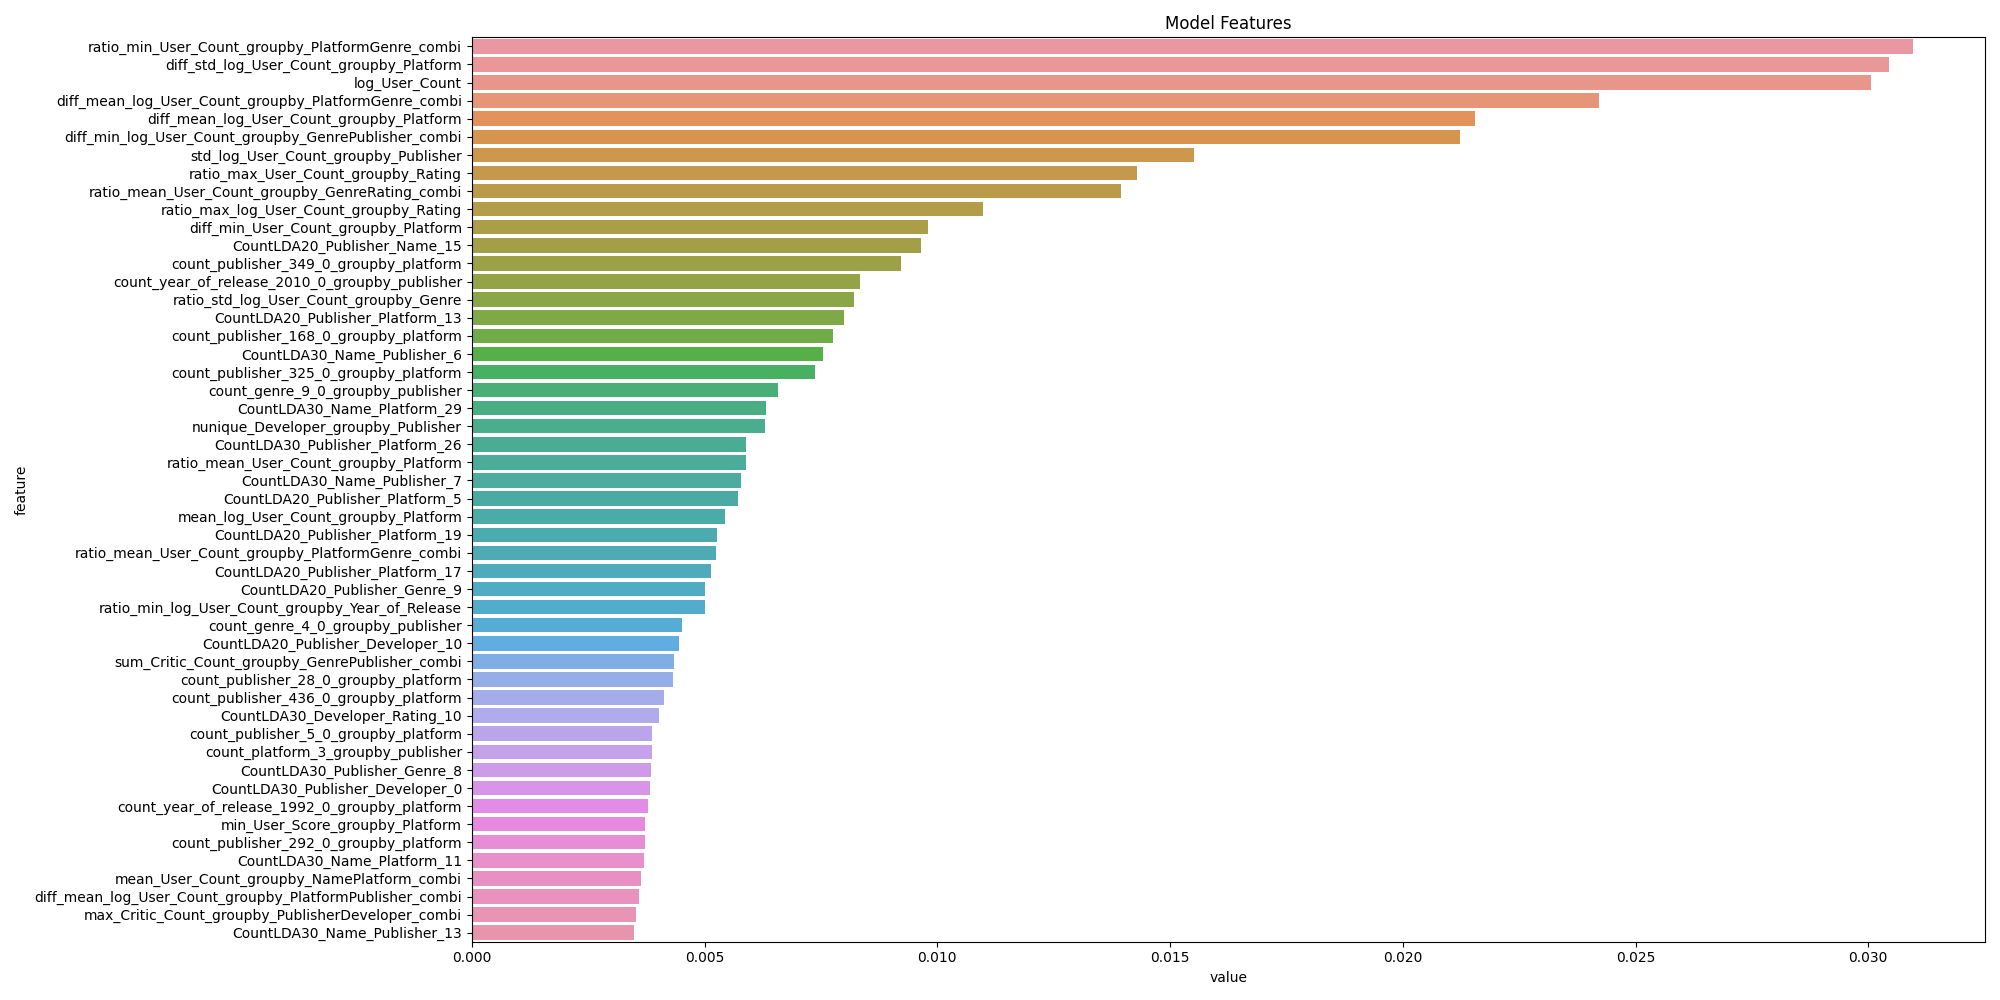 Model Features
ratio_min_User_Count_groupby_PlatformGenre_combi
diff_std_log_User_Count_groupby_Platform
log_User_Count
diff_mean_log_User_Count_groupby_PlatformGenre_combi
diff_mean_log_User_Count_groupby_Platform
diff_min_log_User_Count_groupby_GenrePublisher_combi
std_log_User_Count_groupby_Publisher
ratio_max_User_Count_groupby_Rating
ratio_mean_User_Count_groupby_GenreRating_combi
ratio_max_log_User_Count_groupby_Rating
diff_min_User_Count_groupby_Platform
CountLDA20_Publisher_Name_15
count_publisher_349_0_groupby_platform
count_year_of_release_2010_0_groupby_publisher
ratio_std_log_User_Count_groupby_Genre
CountLDA20_Publisher_Platform_13
count_publisher_168_0_groupby_platform
CountLDA30_Name_Publisher_6
count_publisher_325_0_groupby_platform
count_genre_9_0_groupby_publisher
CountLDA30_Name_Platform_29
nunique_Developer_groupby_Publisher
CountLDA30_Publisher_Platform_26
ratio_mean_User_Count_groupby_Platform
CountLDA30_Name_Publisher_7
CountLDA20_Publisher_Platform_5
mean_log_User_Count_groupby_Platform
CountLDA20_Publisher_Platform_19
ratio_mean_User_Count_groupby_PlatformGenre_combi
CountLDA20_Publisher_Platform_17
CountLDA20_Publisher_Genre_9
ratio_min_log_User_Count_groupby_Year_of_Release
count_genre_4_0_groupby_publisher
CountLDA20_Publisher_Developer_10
sum_Critic_Count_groupby_GenrePublisher_combi
count_publisher_28_0_groupby_platform
count_publisher_436_0_groupby_platform
CountLDA30_Developer_Rating_10
count_publisher_5_0_groupby_platform
count_platform_3_groupby_publisher
CountLDA30_Publisher_Genre_8
CountLDA30_Publisher_Developer_0
count_year_of_release_1992_0_groupby_platform
min_User_Score_groupby_Platform
count_publisher_292_0_groupby_platform
CountLDA30_Name_Platform_11
mean_User_Count_groupby_NamePlatform_combi
diff_mean_log_User_Count_groupby_PlatformPublisher_combi
max_Critic_Count_groupby_PublisherDeveloper_combi
CountLDA30_Name_Publisher_13
feature
0.000 0.005 0.010 0.015 0.020 0.025 0.030
value